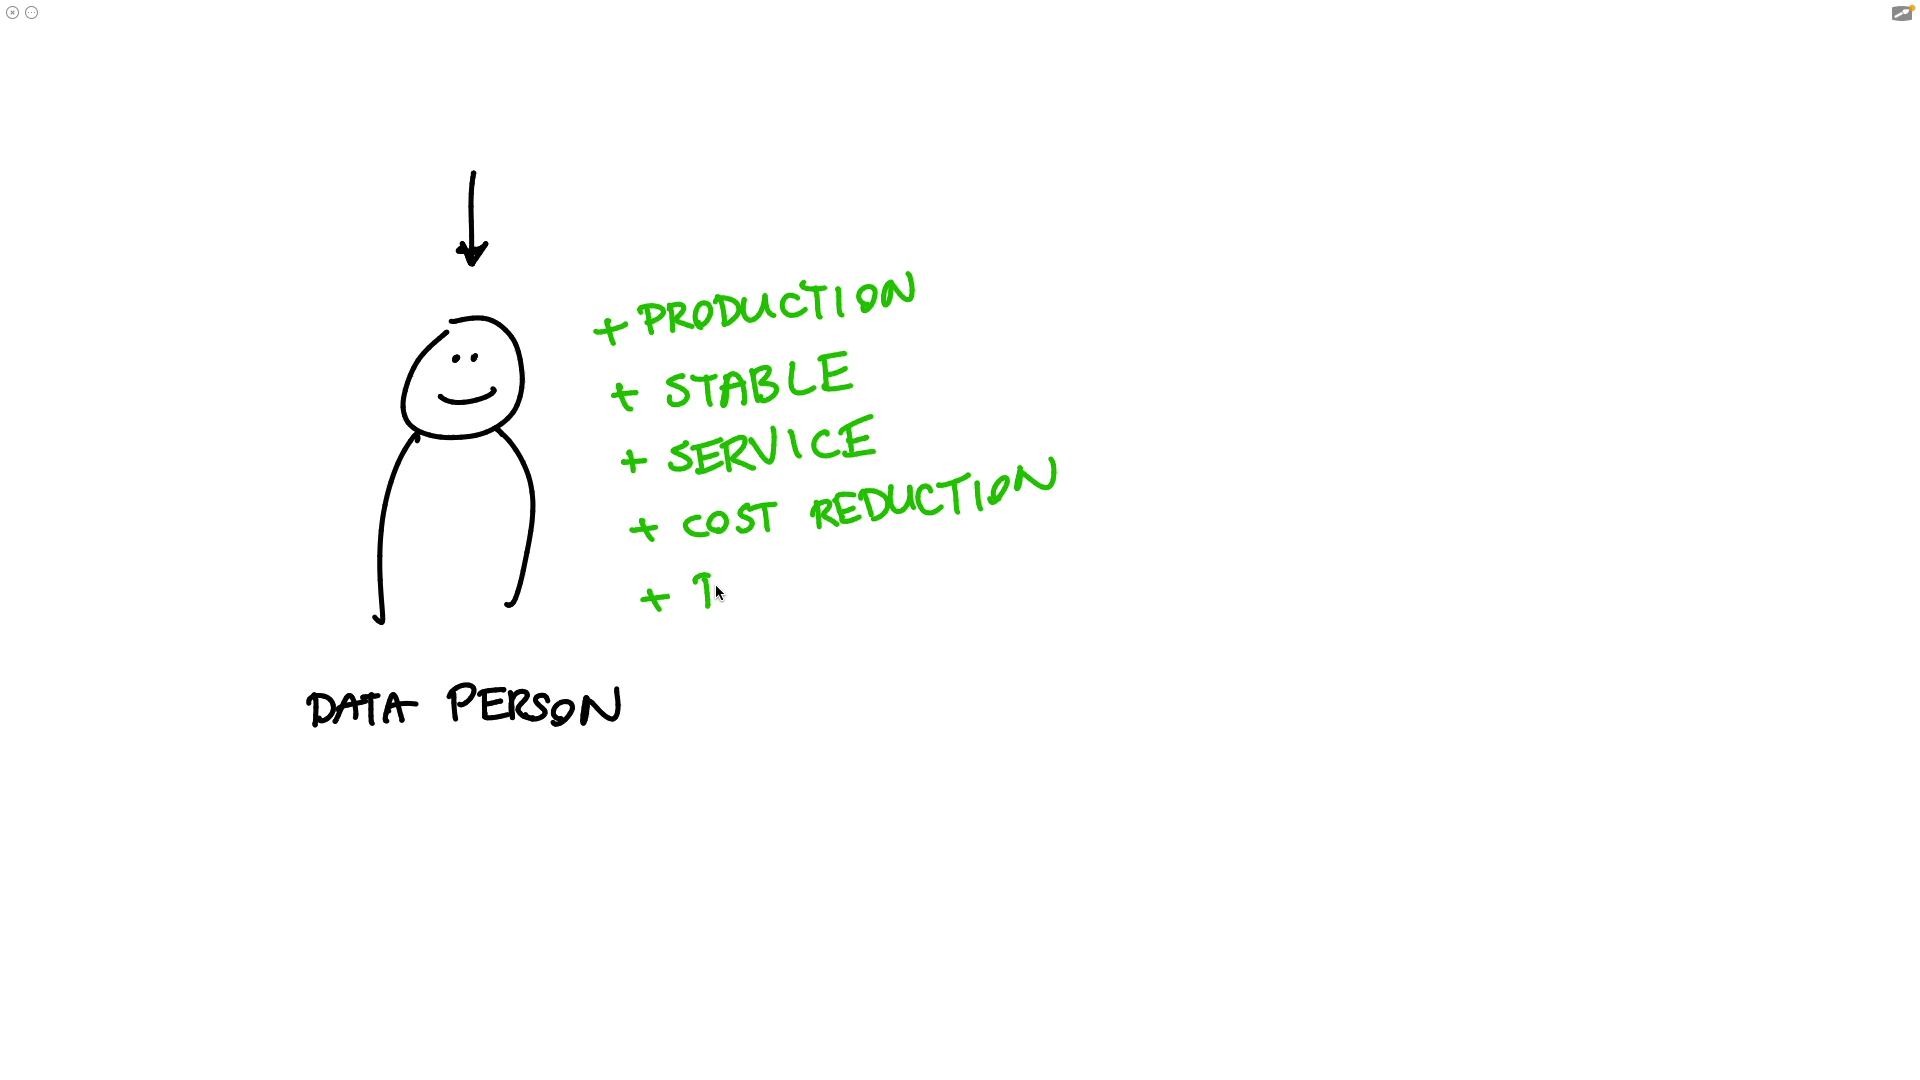 + PRODUCTION
+ STABLE
+ SERVICE
+ COST REDUCTION
+
DATA PERSON